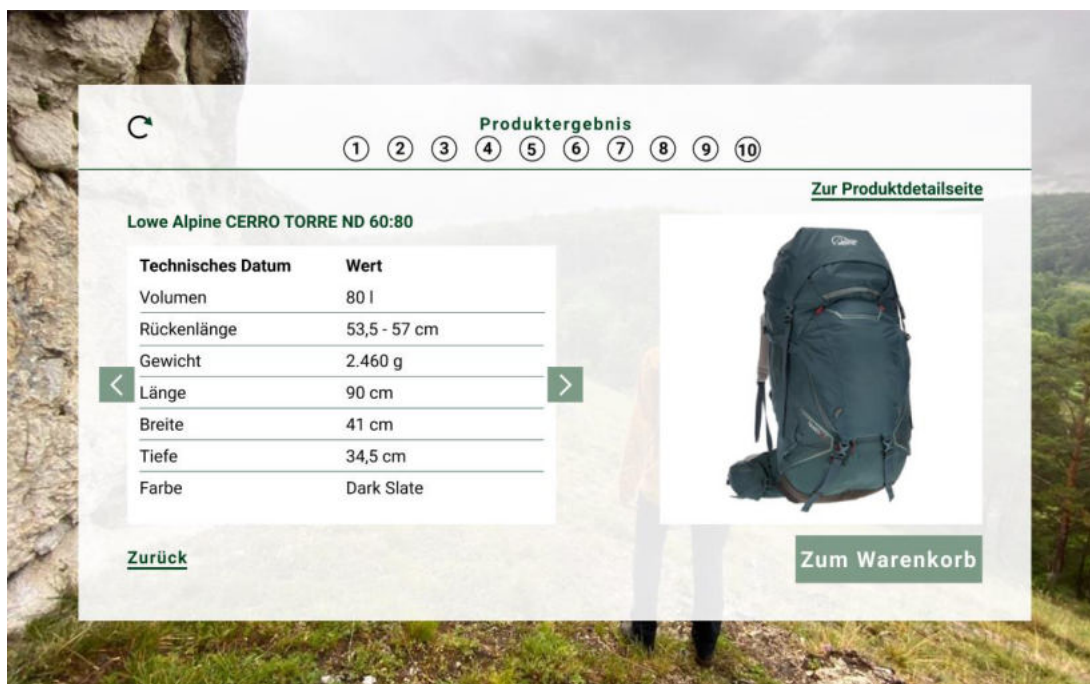 Produktergebnis
1 2 3 4 5 6 7 8 9 10
Zur Produktdetailseite
Lowe Alpine CERRO TORRE ND 60:80
Technisches Datum Wert
Volumen 80 l
Rückenlänge 53,5 - 57 cm
Gewicht 2.460 g
Länge 90 cm
Breite 41 cm
Tiefe 34,5 cm
Farbe Dark Slate
Zurück
Zum Warenkorb